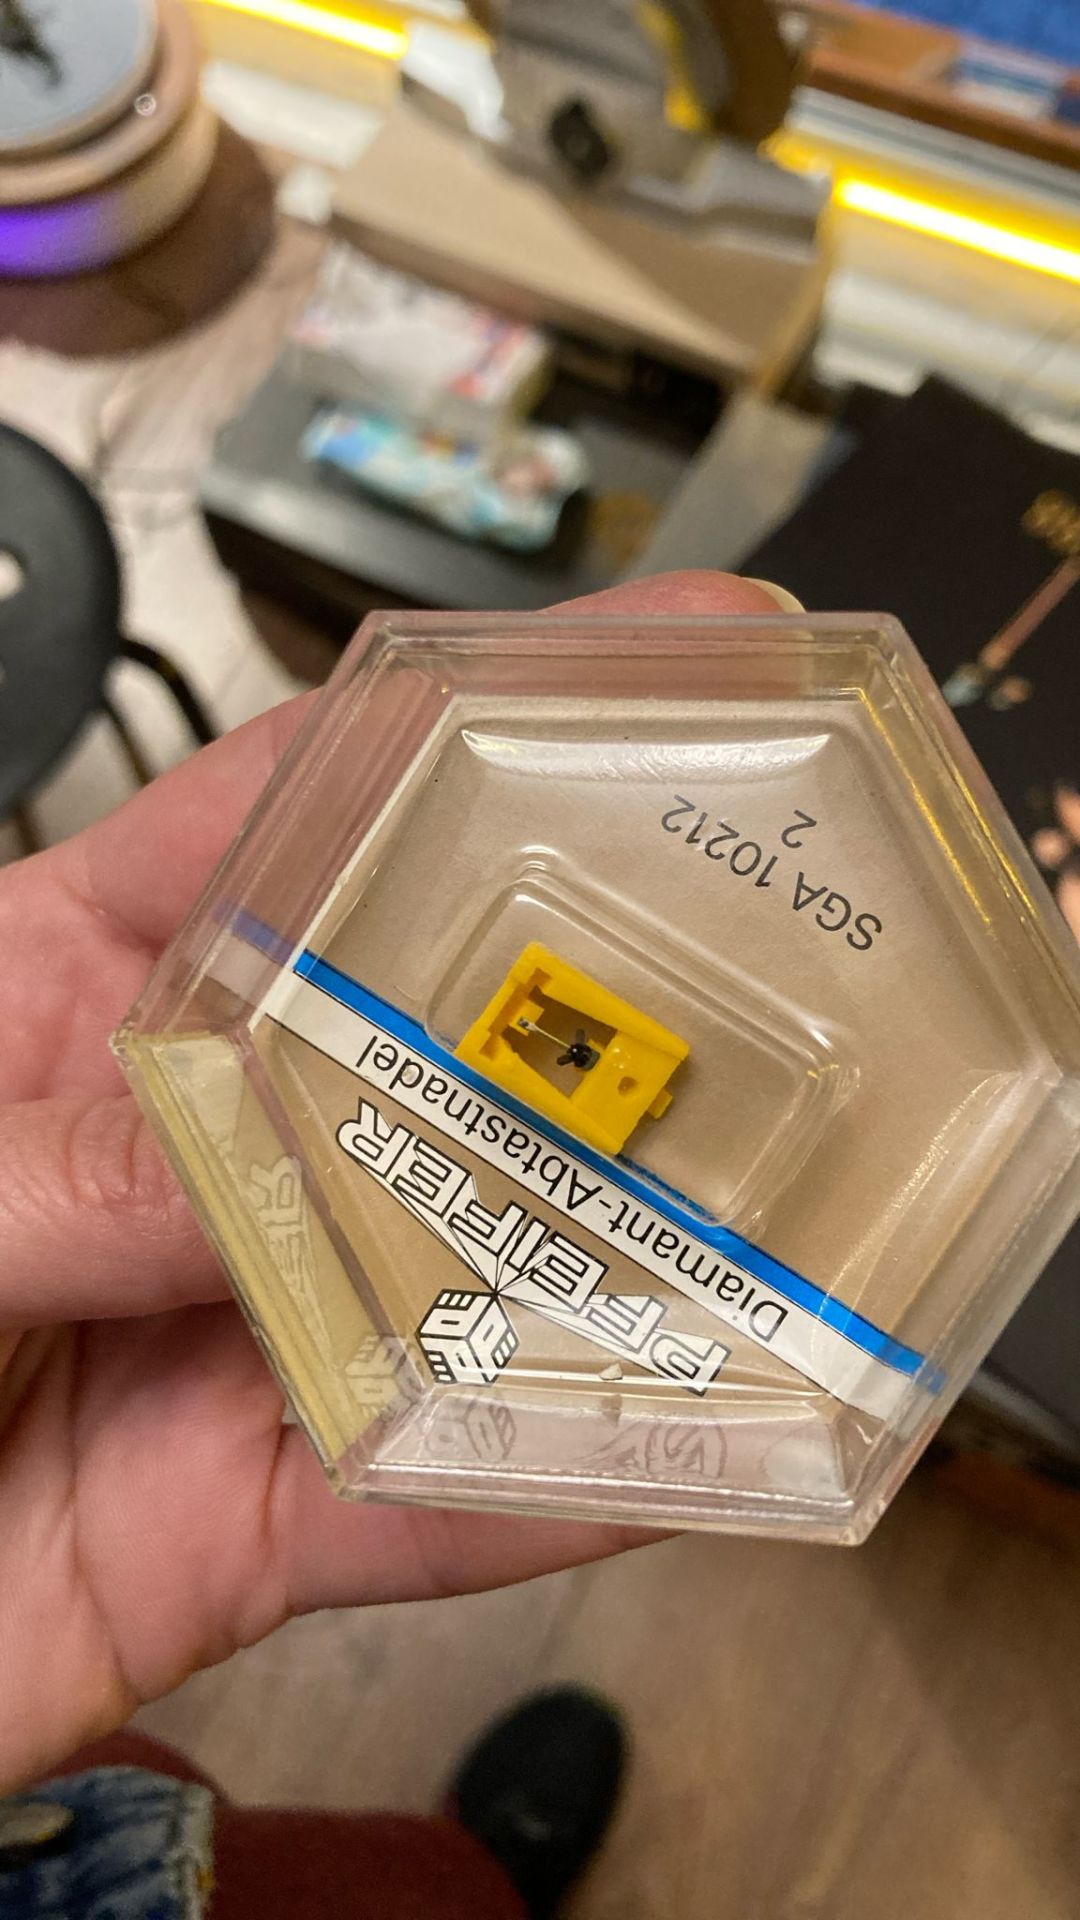 PFEIFER
Diamant-Abtastnadel
SGA 10212
2